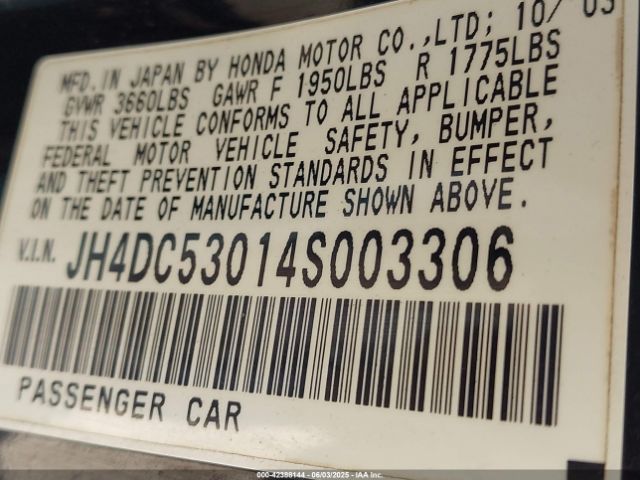 MFD. IN JAPAN BY HONDA MOTOR CO.,LTD; 10/ 03
GVWR 3660LBS GAWR F 1950LBS R 1775LBS
THIS VEHICLE CONFORMS TO ALL APPLICABLE
FEDERAL MOTOR VEHICLE SAFETY, BUMPER,
AND THEFT PREVENTION STANDARDS IN EFFECT
ON THE DATE OF MANUFACTURE SHOWN ABOVE.
V.I.N. JH4DC53014S003306
PASSENGER CAR
000-42388144 - 06/03/2025 - IAA Inc.